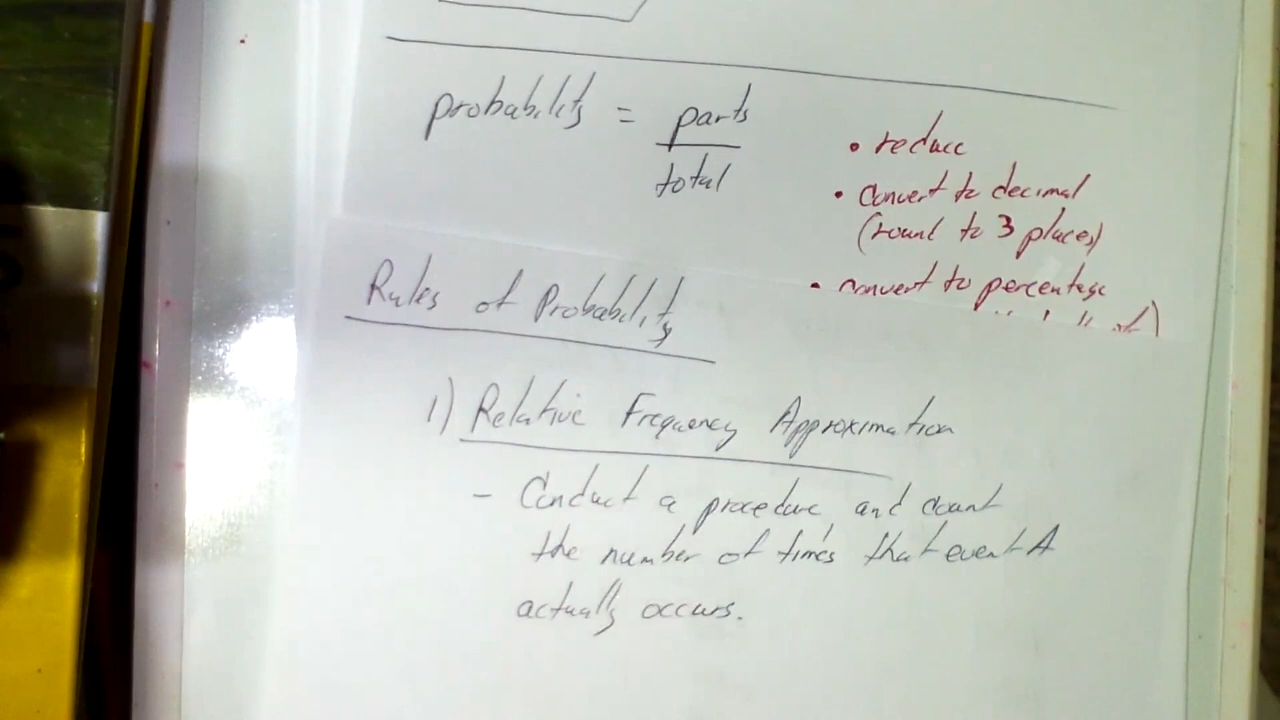 probability = parts
total
• reduce
• convert to decimal
(round to 3 places)
• convert to percentage
Rules of Probability
1) Relative Frequency Approximation
- Conduct a procedure, and count
the number of times that event A
actually occurs.